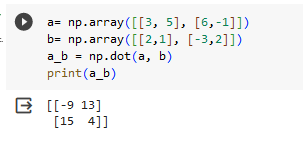 a= np.array([[3, 5], [6,-1]])
b= np.array([[2,1], [-3,2]])
a_b = np.dot(a, b)
print(a_b)
[[-9 13]
[15  4]]